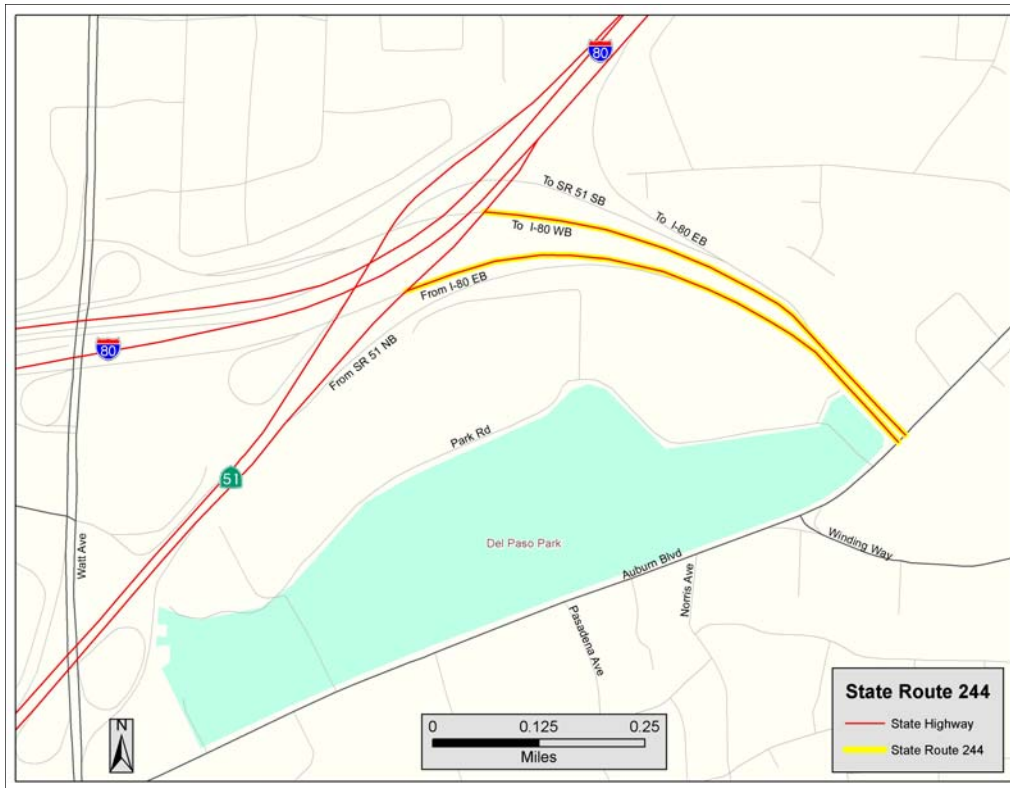 80
To SR 51 SB
To I-80 EB
To I-80 WB
From I-80 EB
80
From SR 51 NB
Park Rd
51
Watt Ave
Del Paso Park
Auburn Blvd
Winding Way
Norris Ave
Pasadena Ave
N
0 0.125 0.25
Miles
State Route 244
State Highway
State Route 244